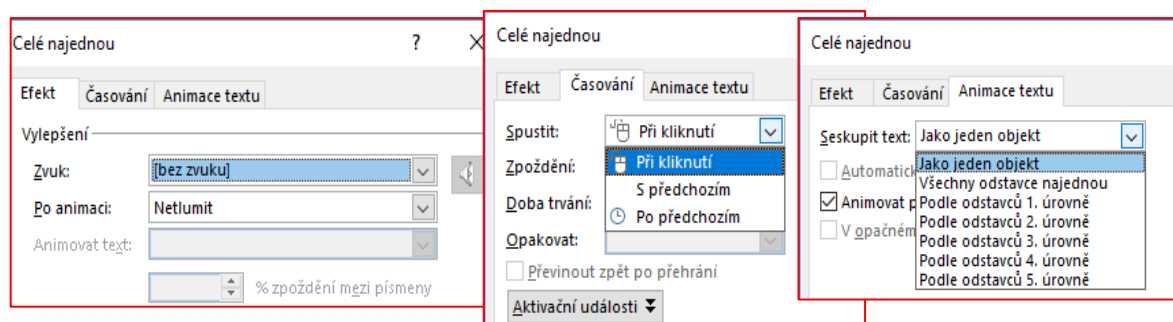 Celé najednou ?
Efekt Časování Animace textu
Vylepšení
Zvuk: [bez zvuku]
Po animaci: Netlumit
Animovat text:
% zpoždění mezi písmeny
Celé najednou
Efekt Časování Animace textu
Spustit: Při kliknutí
Zpoždění: Při kliknutí
S předchozím
Doba trvání:
Po předchozím
Opakovat:
Převinout zpět po přehrání
Aktivační události
Celé najednou
Efekt Časování Animace textu
Seskupit text: Jako jeden objekt
Jako jeden objekt
Všechny odstavce najednou
Animovat Podle odstavců 1. úrovně
Podle odstavců 2. úrovně
V opačném Podle odstavců 3. úrovně
Podle odstavců 4. úrovně
Podle odstavců 5. úrovně